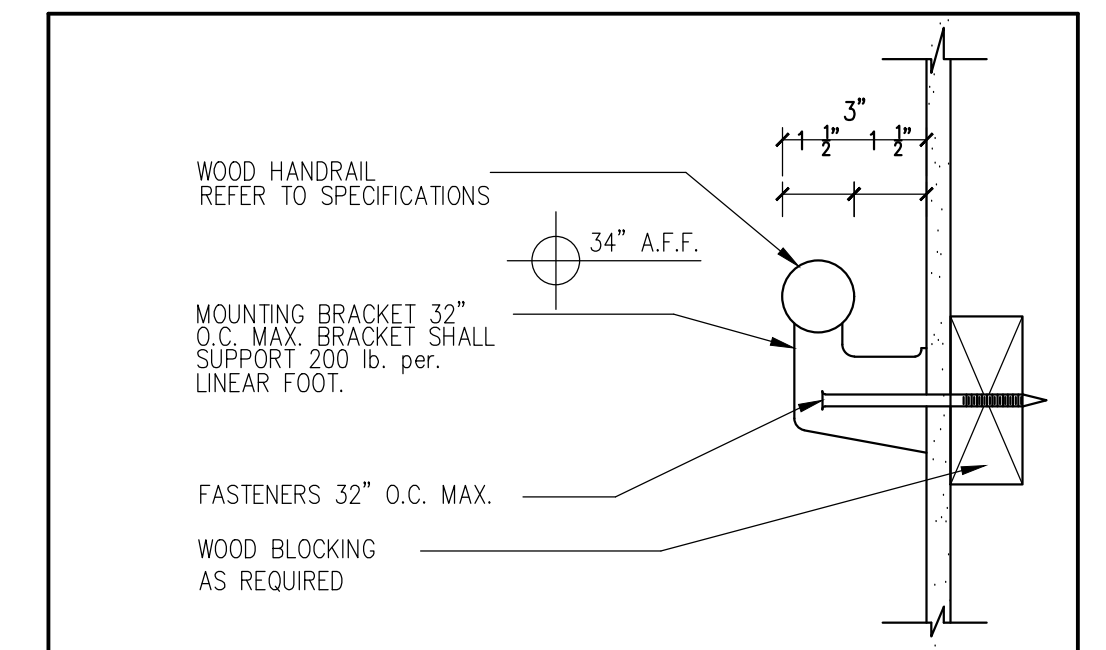 3”
1 1/2” 1 1/2”
WOOD HANDRAIL
REFER TO SPECIFICATIONS
34” A.F.F.
MOUNTING BRACKET 32”
O.C. MAX. BRACKET SHALL
SUPPORT 200 lb. per.
LINEAR FOOT.
FASTENERS 32” O.C. MAX.
WOOD BLOCKING
AS REQUIRED